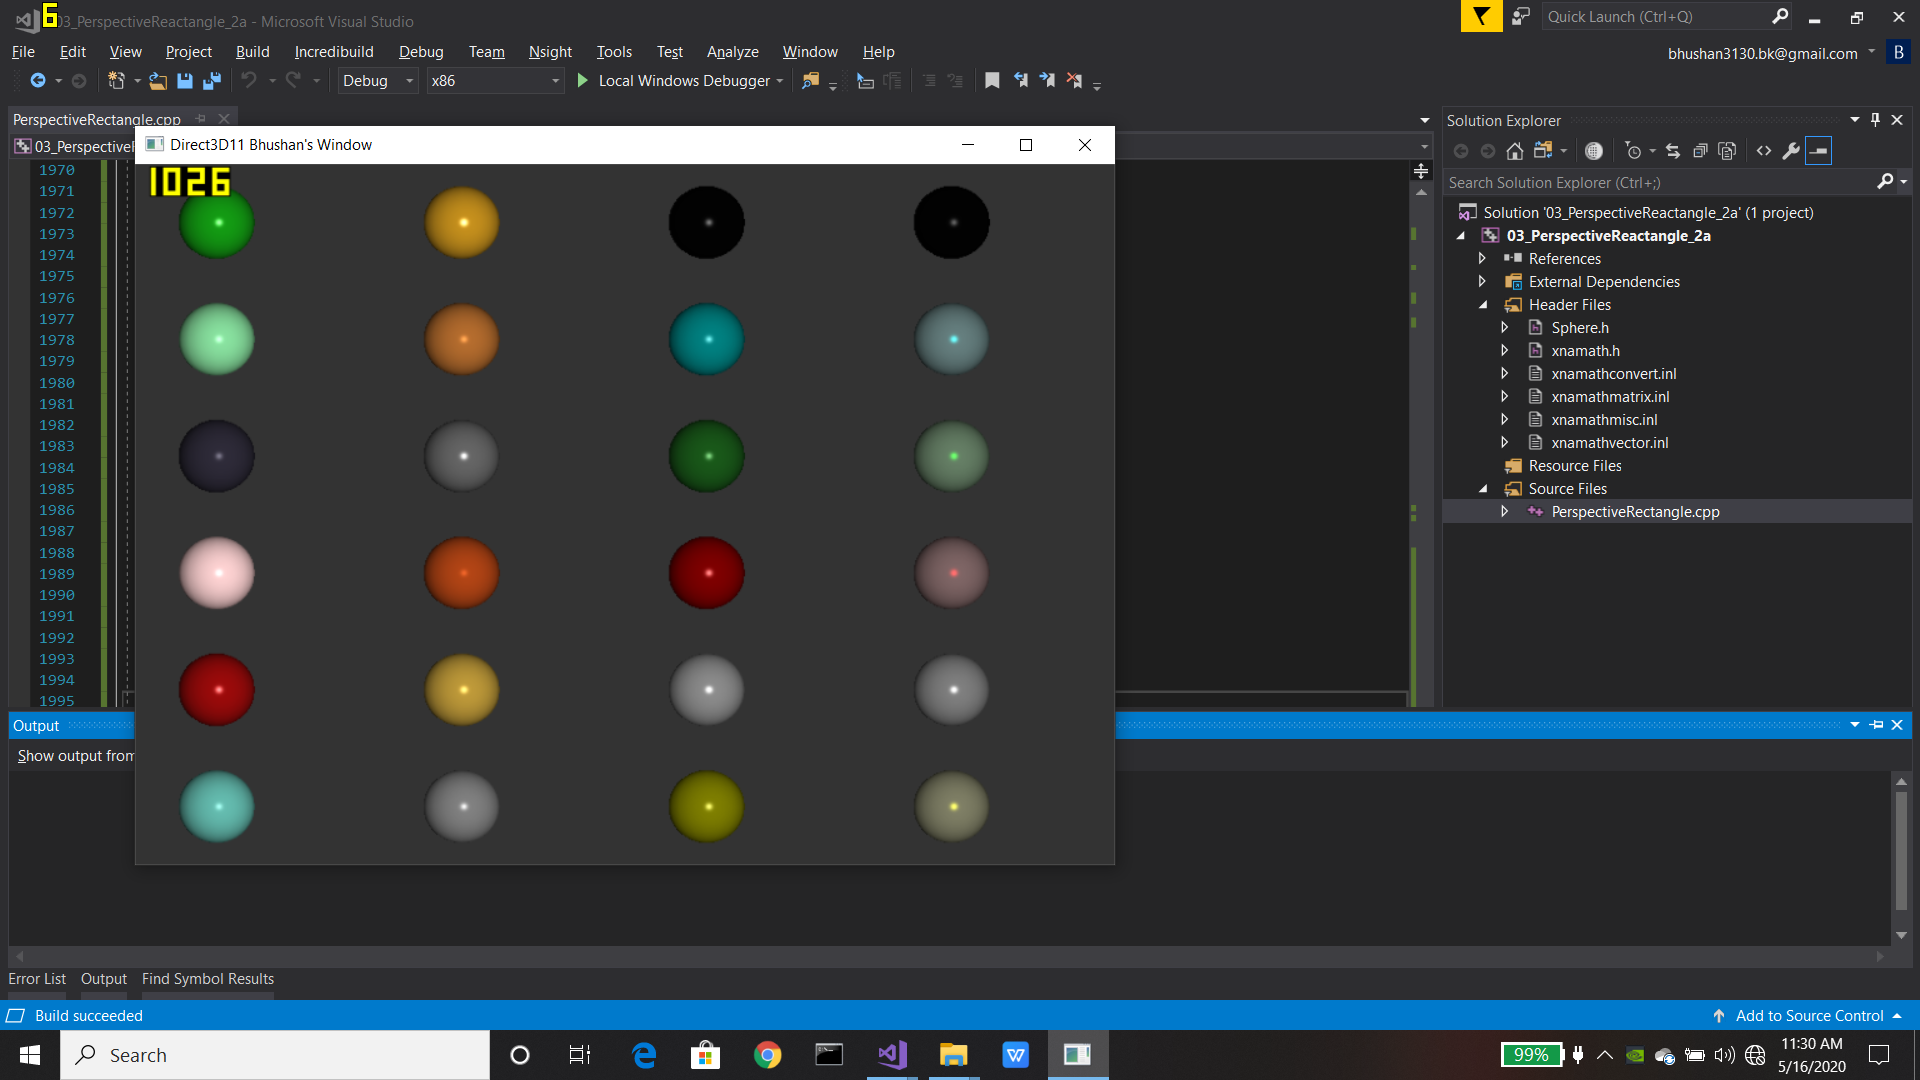 6
03_PerspectiveReactangle_2a - Microsoft Visual Studio
Quick Launch (Ctrl+Q)
File Edit View Project Build Incredibuild Debug Team Nsight Tools Test Analyze Window Help
bhushan3130.bk@gmail.com B
Debug x86 Local Windows Debugger
PerspectiveRectangle.cpp
03_Perspective
Direct3D11 Bhushan's Window
1026
1970
1971
1972
1973
1974
1975
1976
1977
1978
1979
1980
1981
1982
1983
1984
1985
1986
1987
1988
1989
1990
1991
1992
1993
1994
1995
Solution Explorer
Search Solution Explorer (Ctrl+;)
Solution '03_PerspectiveReactangle_2a' (1 project)
03_PerspectiveReactangle_2a
References
External Dependencies
Header Files
Sphere.h
xnamath.h
xnamathconvert.inl
xnamathmatrix.inl
xnamathmisc.inl
xnamathvector.inl
Resource Files
Source Files
PerspectiveRectangle.cpp
Output
Show output from
Error List Output Find Symbol Results
Build succeeded
Add to Source Control
Search
99%
11:30 AM
5/16/2020